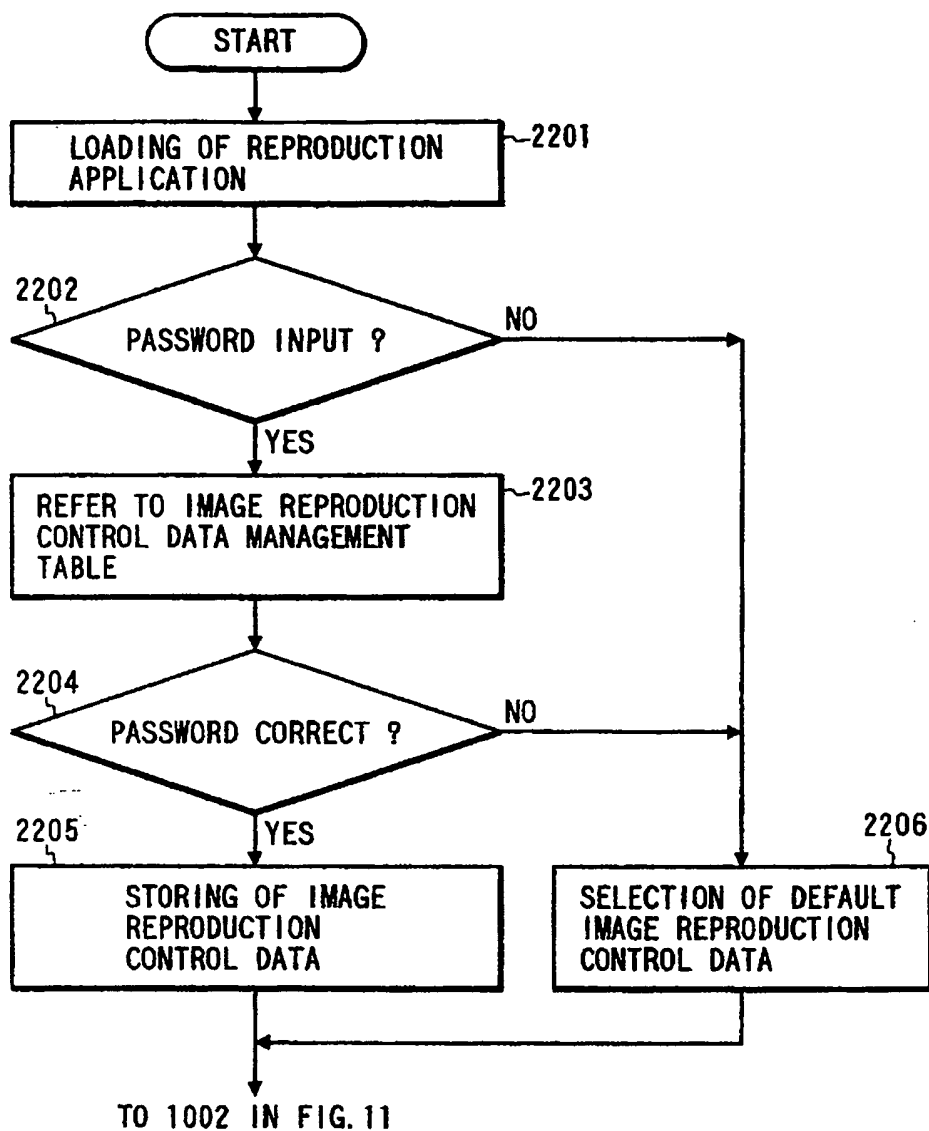 START
LOADING OF REPRODUCTION
APPLICATION
2201
2202
PASSWORD INPUT ?
NO
YES
REFER TO IMAGE REPRODUCTION
CONTROL DATA MANAGEMENT
TABLE
2203
2204
PASSWORD CORRECT ?
NO
YES
2205
STORING OF IMAGE
REPRODUCTION
CONTROL DATA
2206
SELECTION OF DEFAULT
IMAGE REPRODUCTION
CONTROL DATA
TO 1002 IN FIG. 11